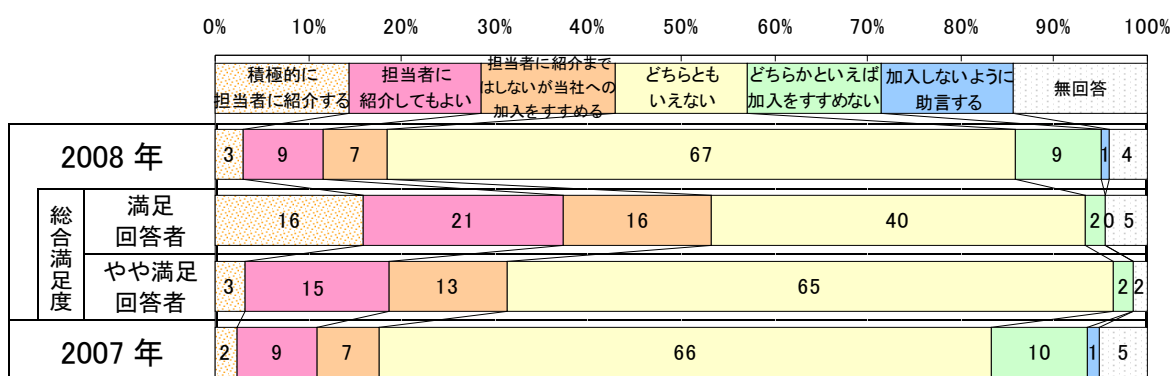 0% 10% 20% 30% 40% 50% 60% 70% 80% 90% 100%
積極的に
担当者に紹介する
担当者に
紹介してもよい
担当者に紹介まで
はしないが当社への
加入をすすめる
どちらとも
いえない
どちらかといえば
加入をすすめない
加入しないように
助言する
無回答
2008 年
3 9 7 67 9 1 4
総合満足度
満足
回答者
16 21 16 40 2 0 5
やや満足
回答者
3 15 13 65 2 2
2007 年
2 9 7 66 10 1 5